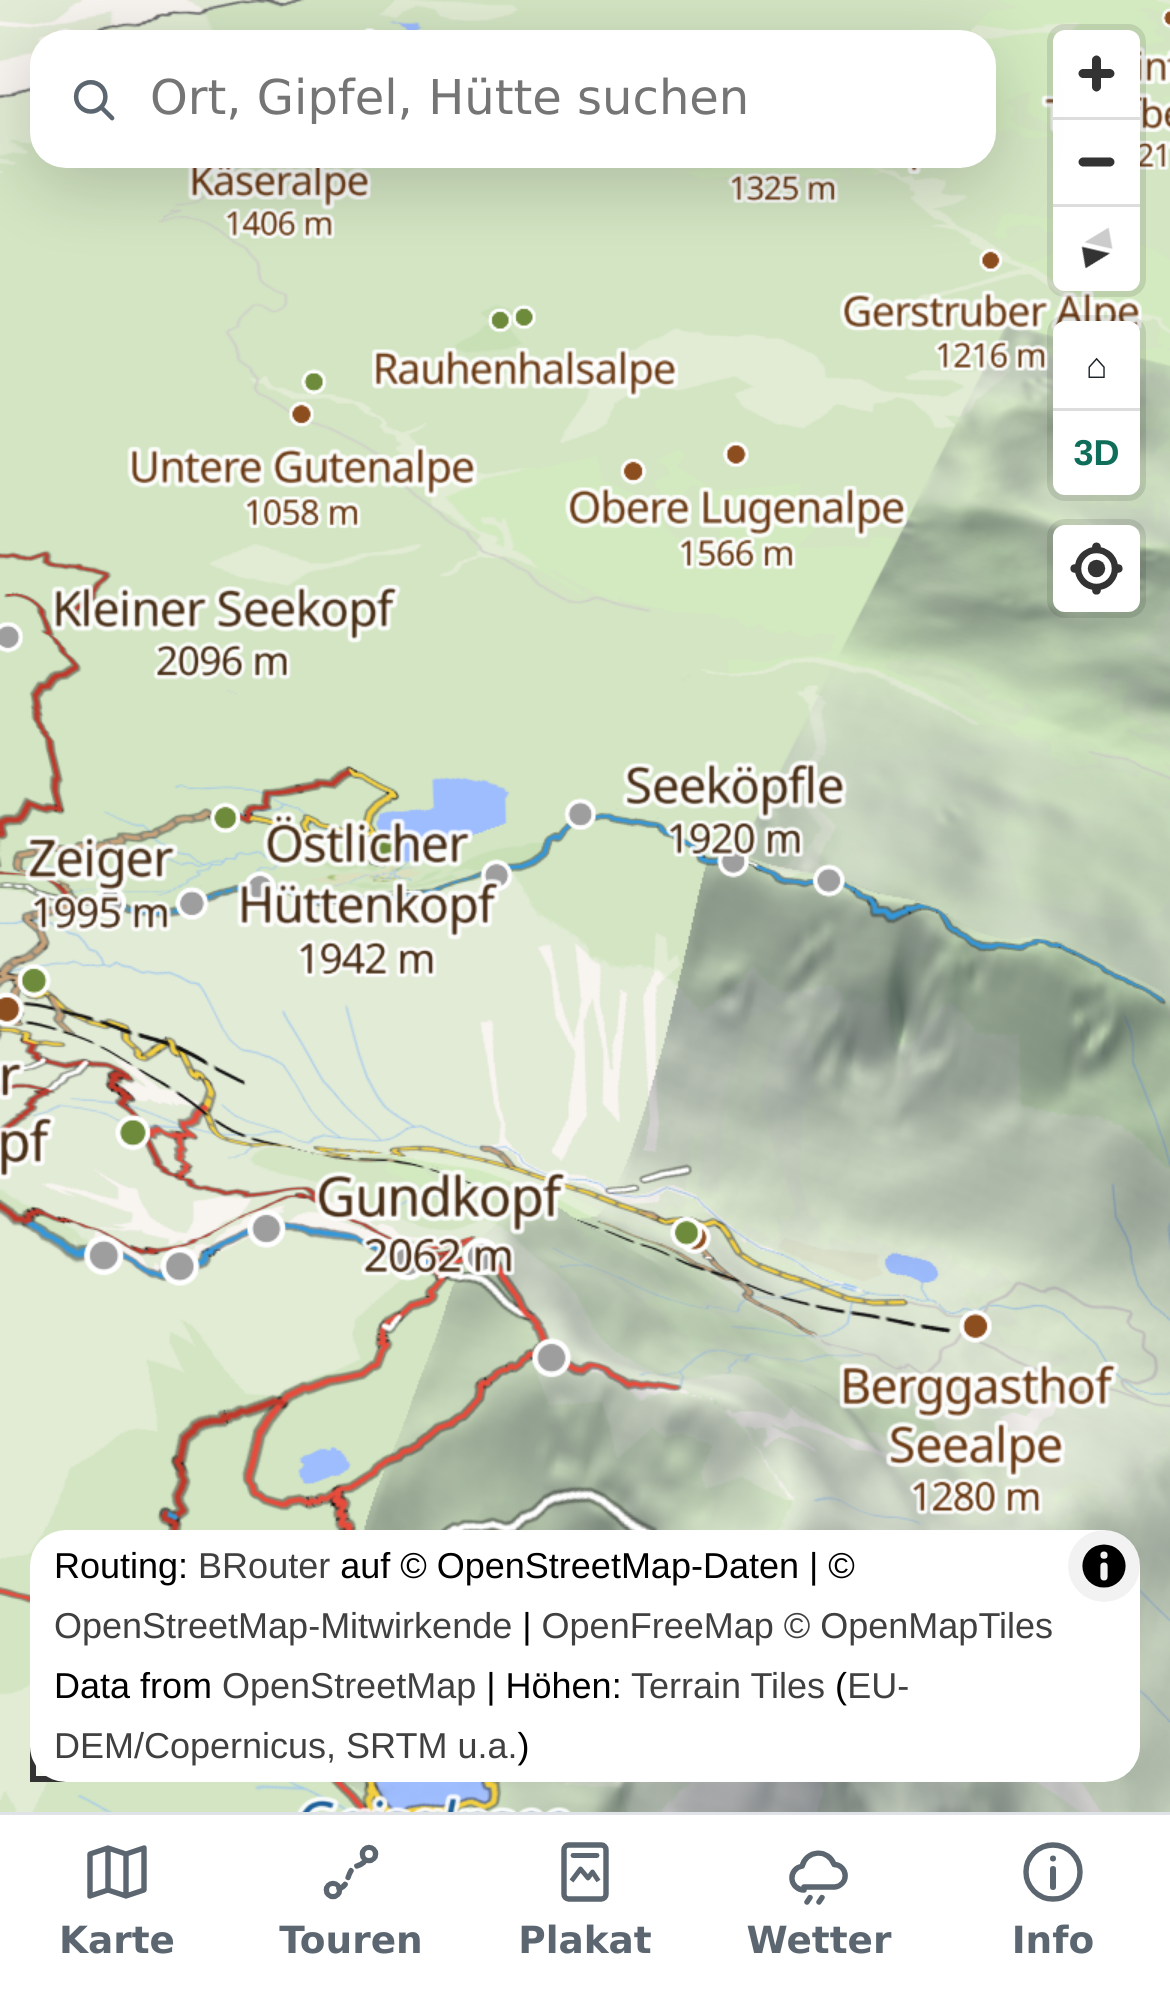 Ort, Gipfel, Hütte suchen
Käseralpe
1406 m
1325 m
Gerstruber Alpe
1216 m
Rauhenhalsalpe
3D
Untere Gutenalpe
1058 m
Obere Lugenalpe
1566 m
Kleiner Seekopf
2096 m
Seeköpfle
1920 m
Zeiger
1995 m
Östlicher
Hüttenkopf
1942 m
Gundkopf
2062 m
Berggasthof
Seealpe
1280 m
Routing: BRouter auf © OpenStreetMap-Daten | ©
OpenStreetMap-Mitwirkende | OpenFreeMap © OpenMapTiles
Data from OpenStreetMap | Höhen: Terrain Tiles (EU-
DEM/Copernicus, SRTM u.a.)
Karte
Touren
Plakat
Wetter
Info